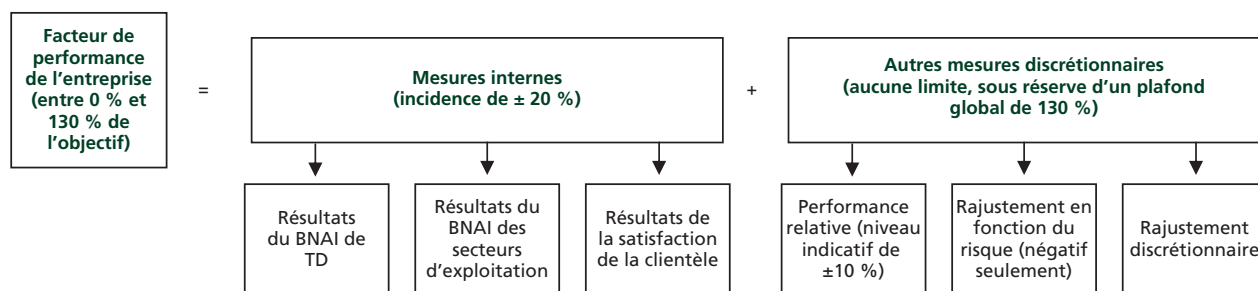 Facteur de
performance
de l'entreprise
(entre 0 % et
130 % de
l'objectif)
=
Mesures internes
(incidence de ± 20 %)
+
Autres mesures discrétionnaires
(aucune limite, sous réserve d'un plafond
global de 130 %)
Résultats
du BNAI de
TD
Résultats du
BNAI des
secteurs
d'exploitation
Résultats de
la satisfaction
de la clientèle
Performance
relative (niveau
indicatif de
±10 %)
Rajustement en
fonction du
risque (négatif
seulement)
Rajustement
discrétionnaire